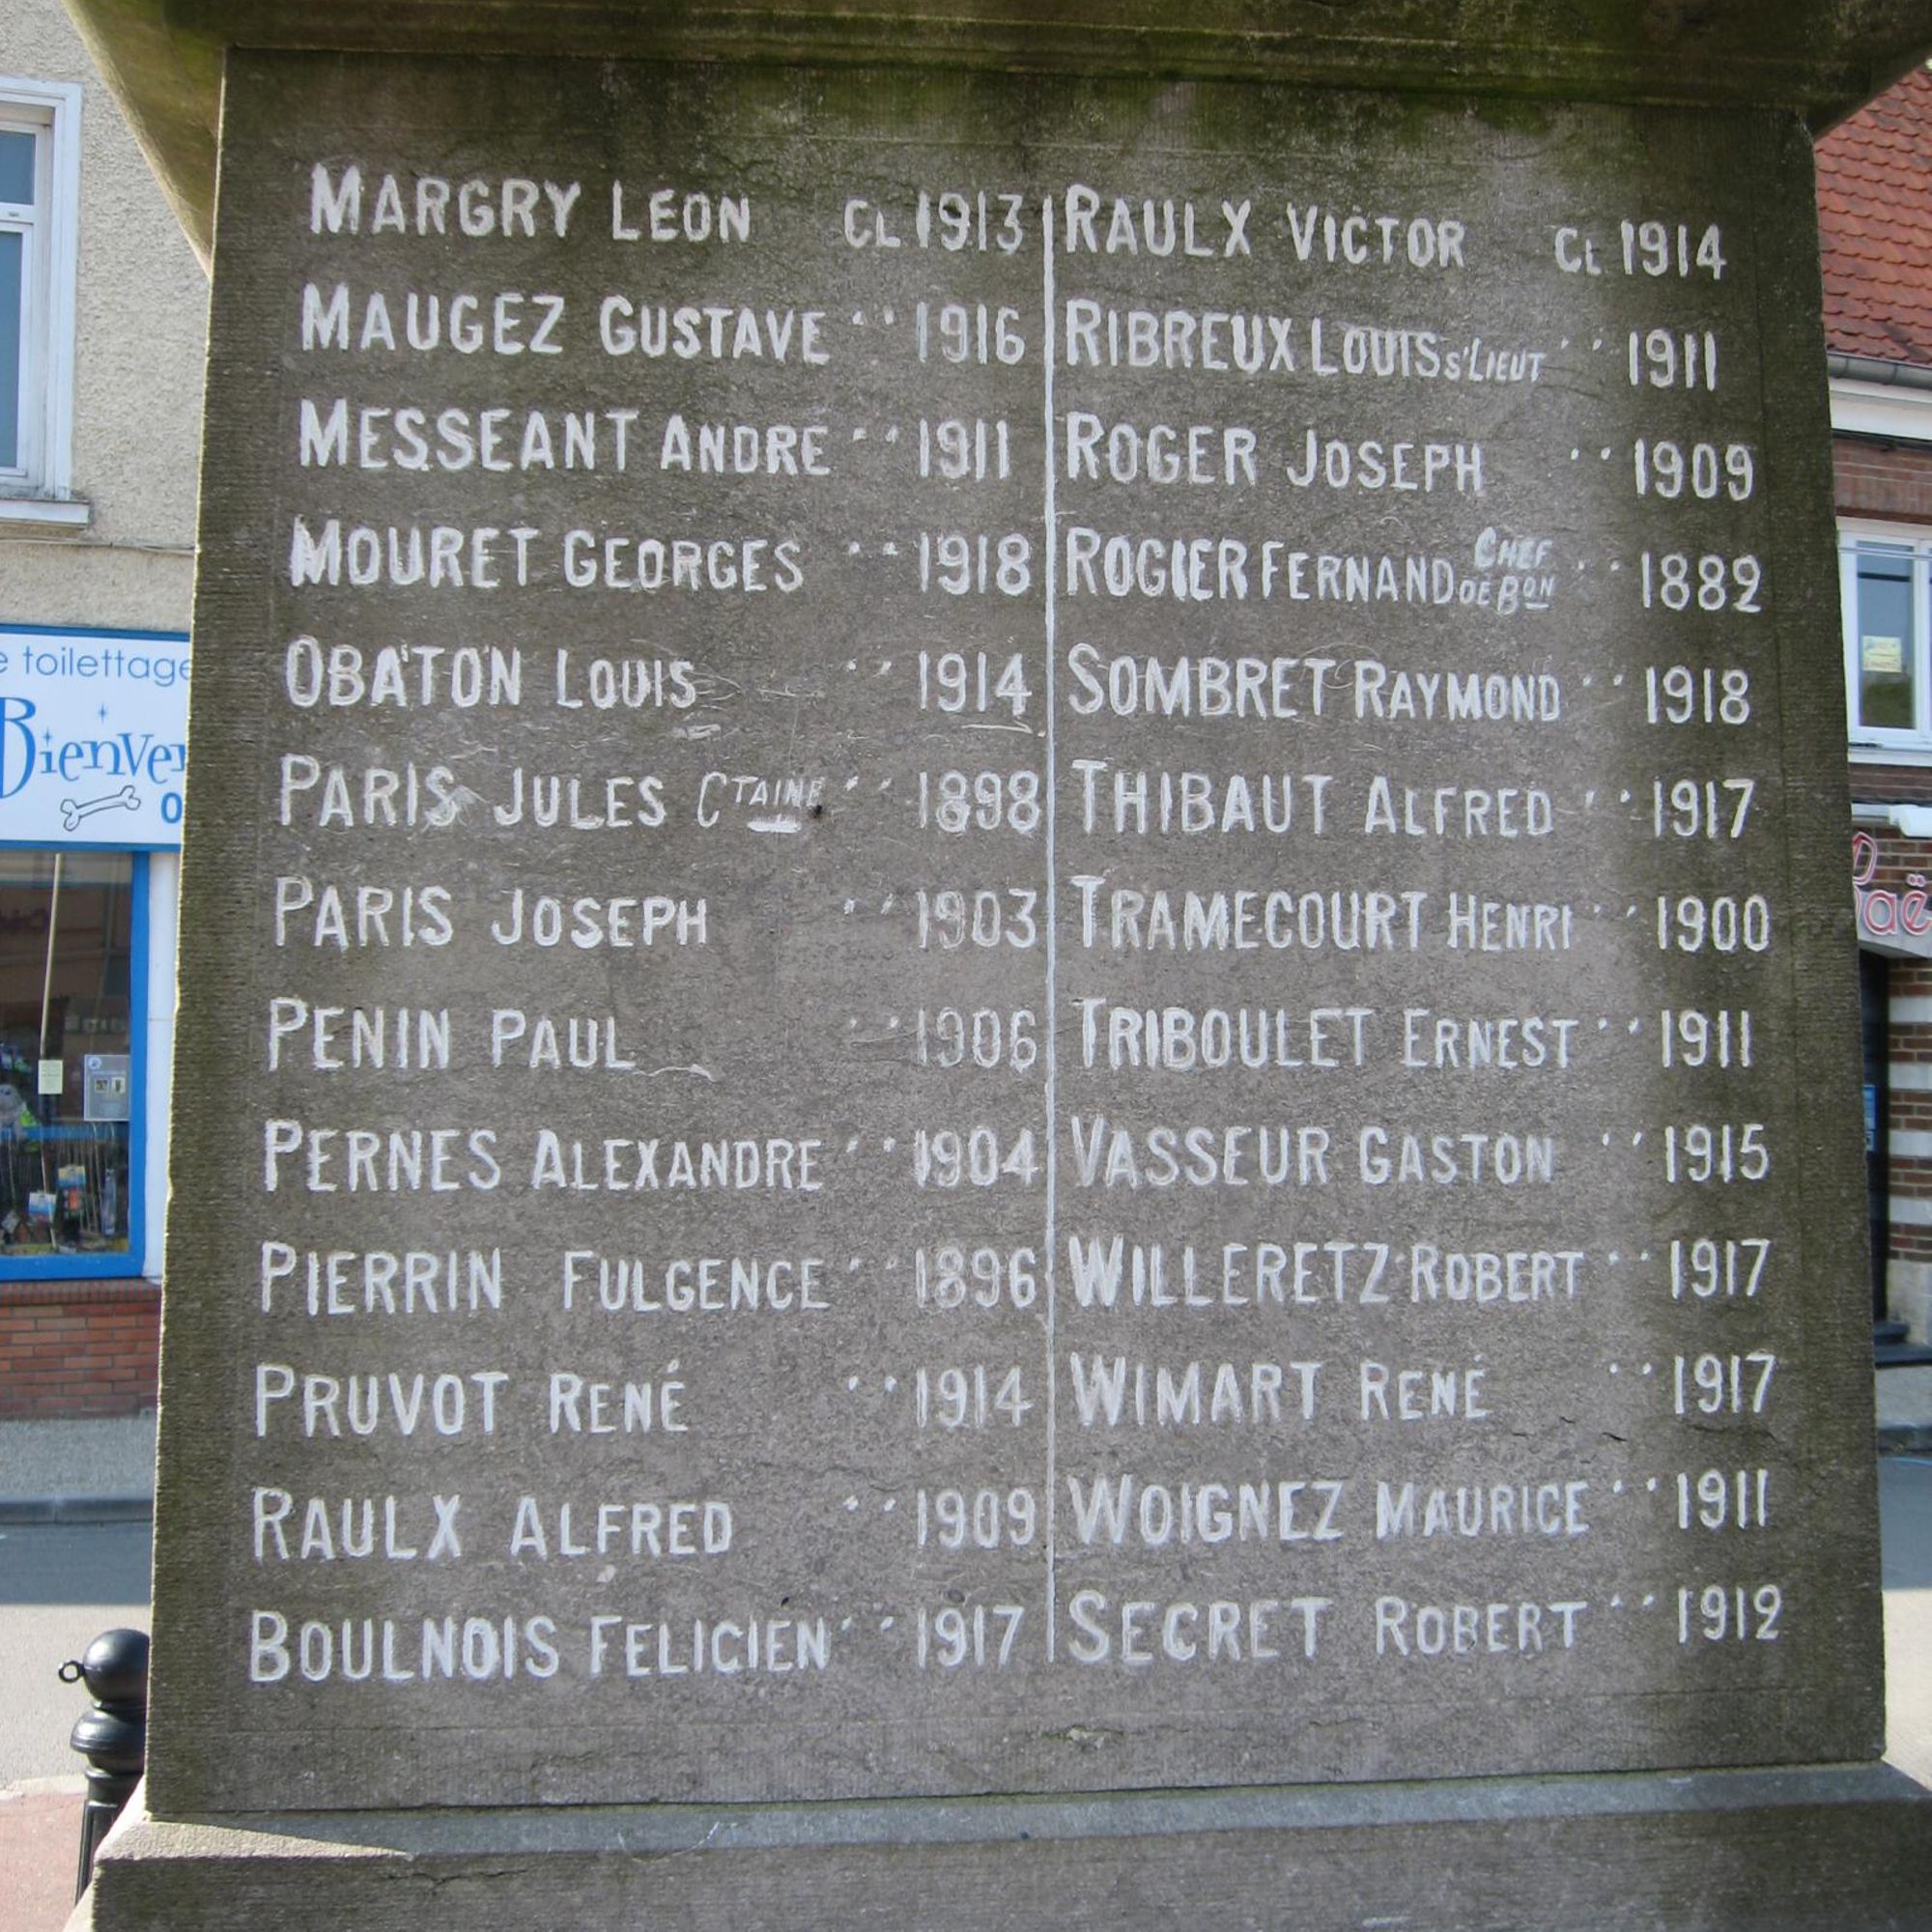 MARGRY LEON CL 1913
MAUGEZ GUSTAVE '' 1916
MESSEANT ANDRE '' 1911
MOURET GEORGES '' 1918
OBATON LOUIS '' 1914
PARIS JULES CTAINE '' 1898
PARIS JOSEPH '' 1903
PENIN PAUL '' 1906
PERNES ALEXANDRE '' 1904
PIERRIN FULGENCE '' 1896
PRUVOT RENÉ '' 1914
RAULX ALFRED '' 1909
BOULNOIS FELICIEN '' 1917
RAULX VICTOR CL 1914
RIBREUX LOUIS S'LIEUT '' 1911
ROGER JOSEPH '' 1909
ROGIER FERNAND CHEF DE BON '' 1882
SOMBRET RAYMOND '' 1918
THIBAUT ALFRED '' 1917
TRAMECOURT HENRI '' 1900
TRIBOULET ERNEST '' 1911
VASSEUR GASTON '' 1915
WILLERETZ ROBERT '' 1917
WIMART RENÉ '' 1917
WOIGNEZ MAURICE '' 1911
SECRET ROBERT '' 1912
e toilettage
Bienve
0
Raë